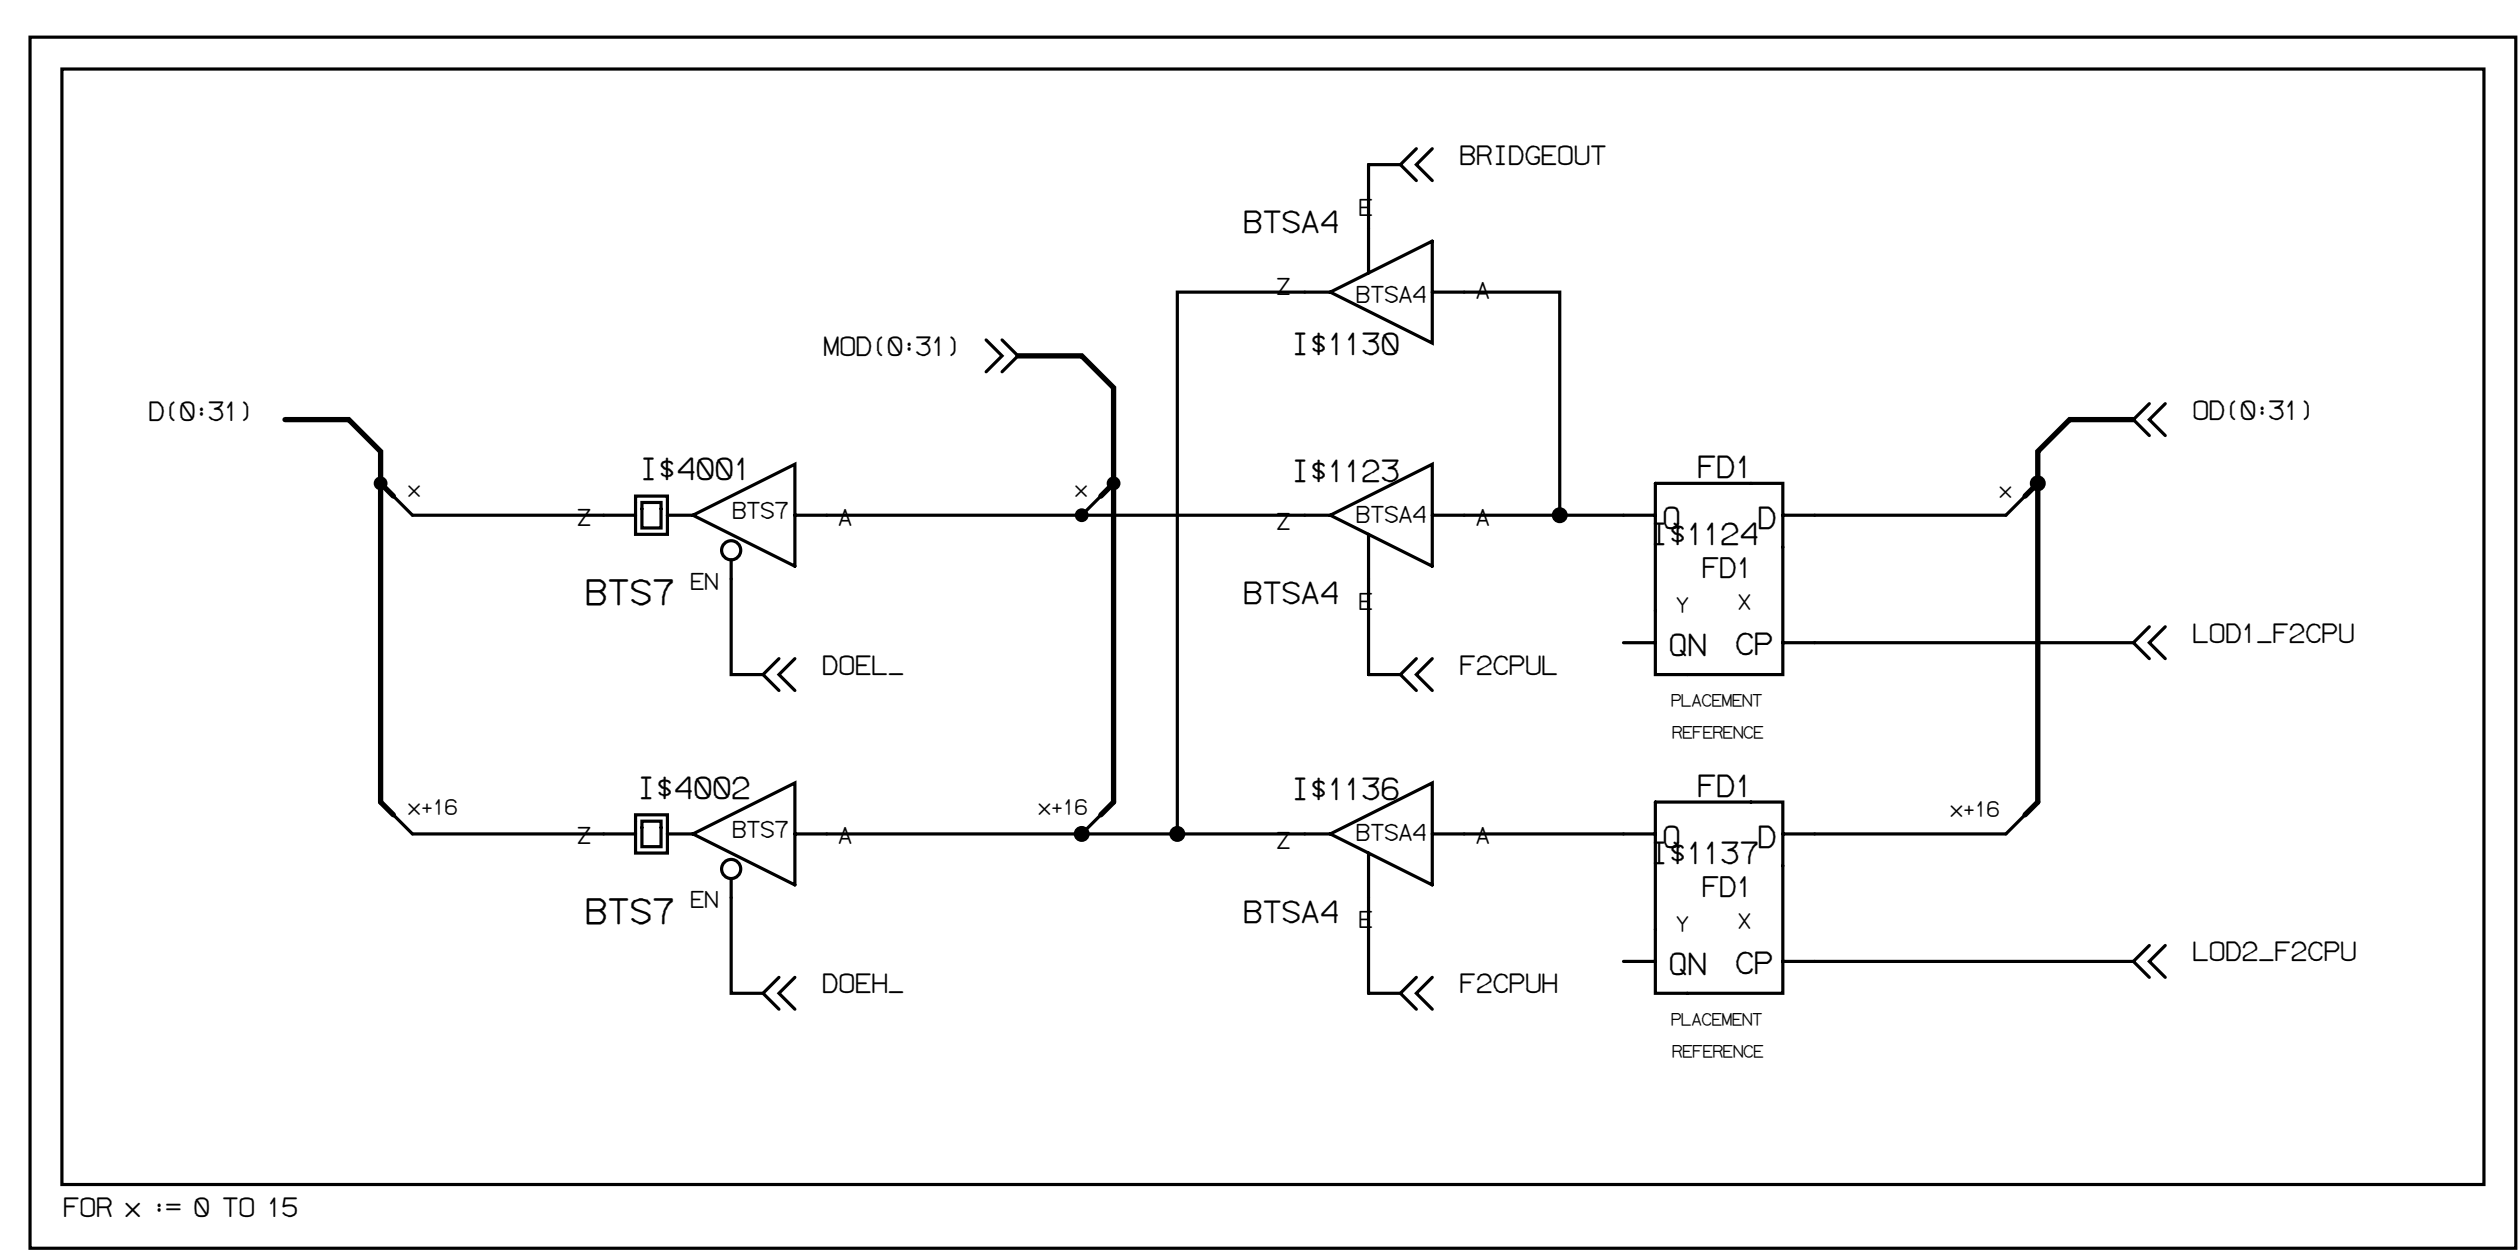 BRIDGEOUT
E
BTSA4
Z
BTSA4
A
I$1130
MOD(0:31)
D(0:31)
OD(0:31)
I$4001
I$1123
FD1
x
x
x
Z
BTS7
A
Z
BTSA4
A
Q
D
I$1124
FD1
BTS7
EN
BTSA4
E
Y
X
QN
CP
DOEL_
F2CPUL
LOD1_F2CPU
PLACEMENT
REFERENCE
I$4002
I$1136
FD1
x+16
x+16
x+16
Z
BTS7
A
Z
BTSA4
A
Q
D
I$1137
FD1
BTS7
EN
BTSA4
E
Y
X
QN
CP
DOEH_
F2CPUH
LOD2_F2CPU
PLACEMENT
REFERENCE
FOR x := 0 TO 15